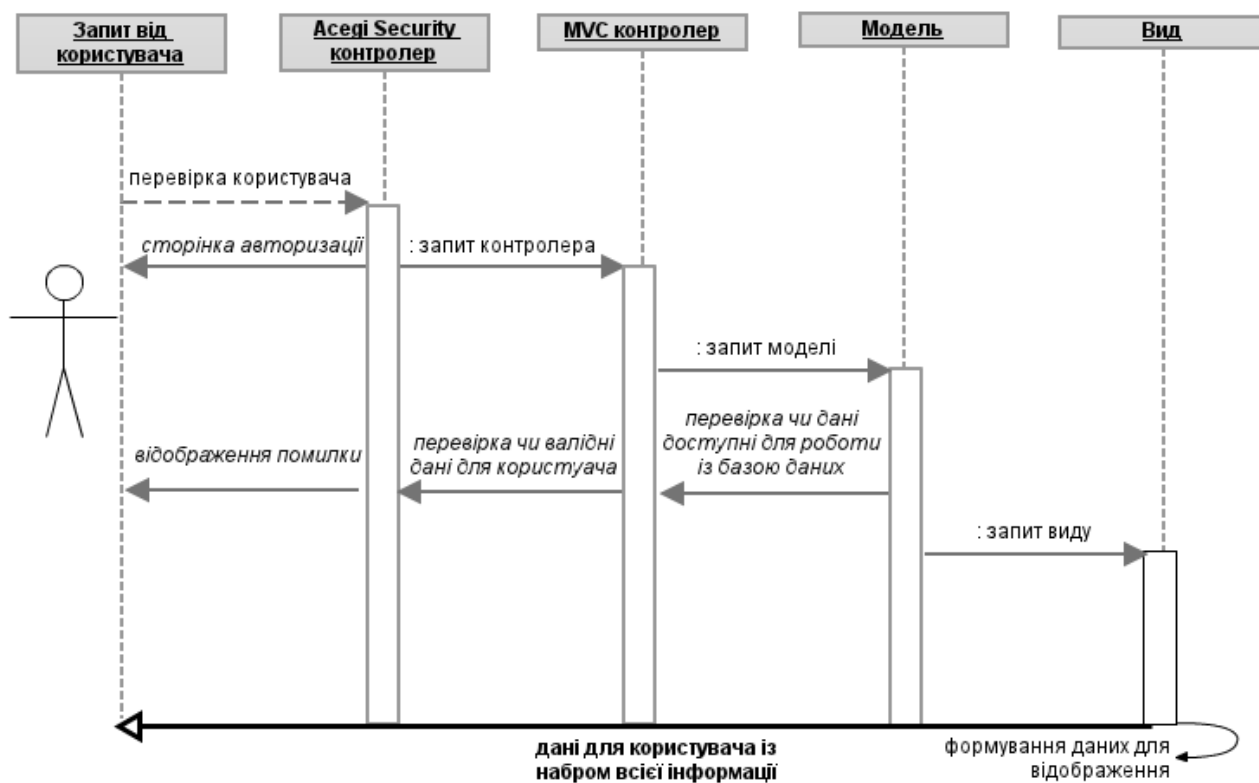 Запит від
користувача
Acegi Security
контролер
MVC контролер
Модель
Вид
перевірка користувача
сторінка авторизації
: запит контролера
: запит моделі
відображення помилки
перевірка чи валідні
дані для користуача
перевірка чи дані
доступні для роботи
із базою даних
: запит виду
дані для користувача із
набром всієї інформації
формування даних для
відображення